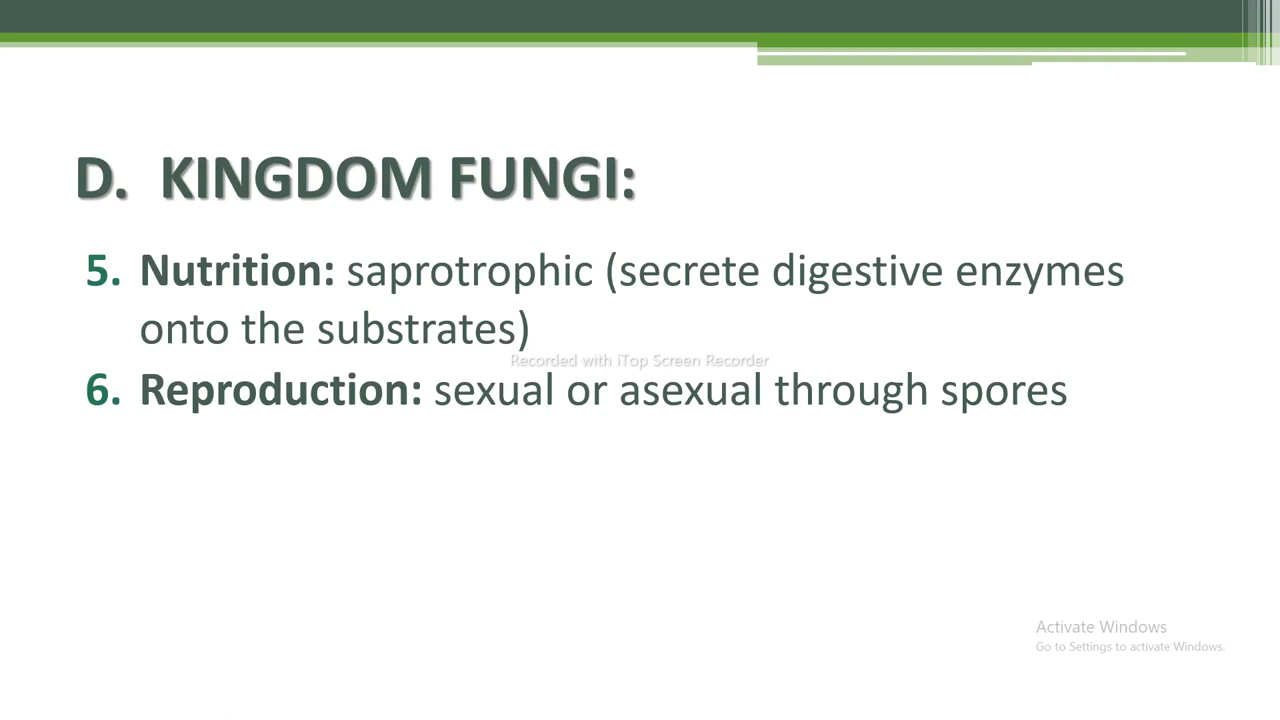 D. KINGDOM FUNGI:
5. Nutrition: saprotrophic (secrete digestive enzymes
onto the substrates)
Recorded with iTop Screen Recorder
6. Reproduction: sexual or asexual through spores
Activate Windows
Go to Settings to activate Windows.